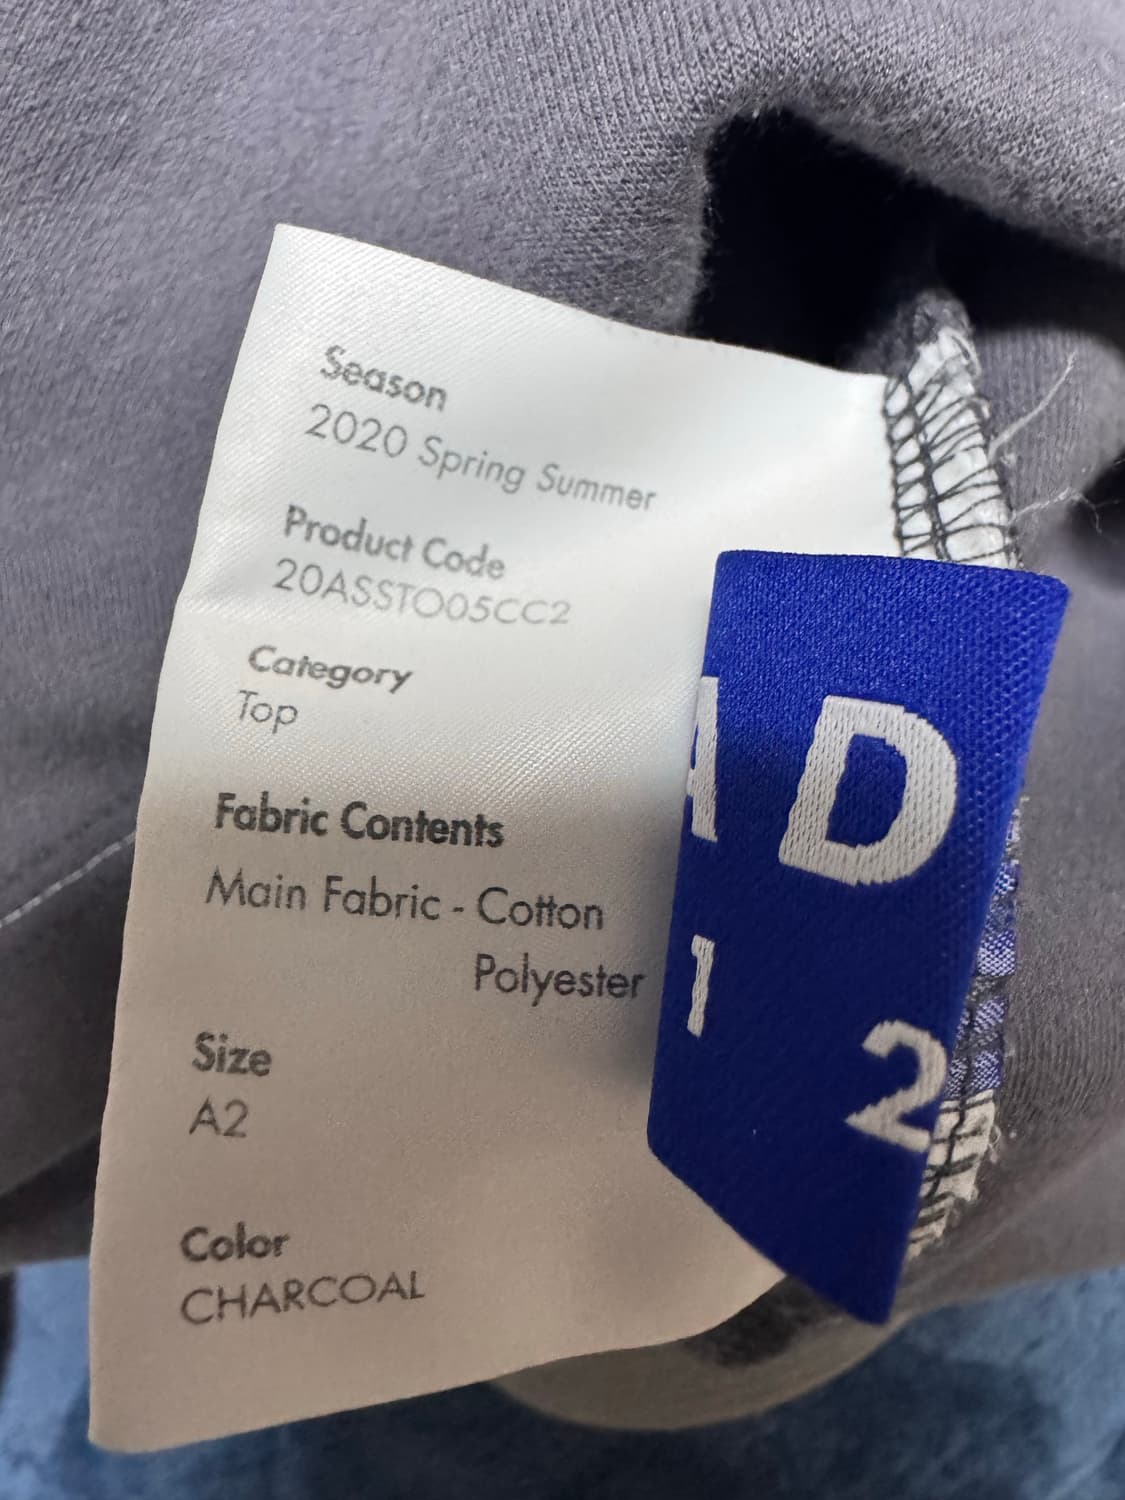 Season
2020 Spring Summer
Product Code
20ASSTO05CC2
Category
Top
Fabric Contents
Main Fabric - Cotton
Polyester
Size
A2
Color
CHARCOAL
A D
1
2